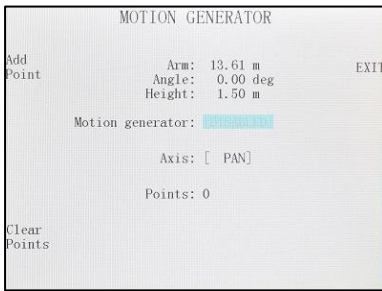 MOTION GENERATOR
Add
Point
EXIT
Arm: 13.61 m
Angle: 0.00 deg
Height: 1.50 m
Motion generator:
Axis: [ PAN]
Points: 0
Clear
Points